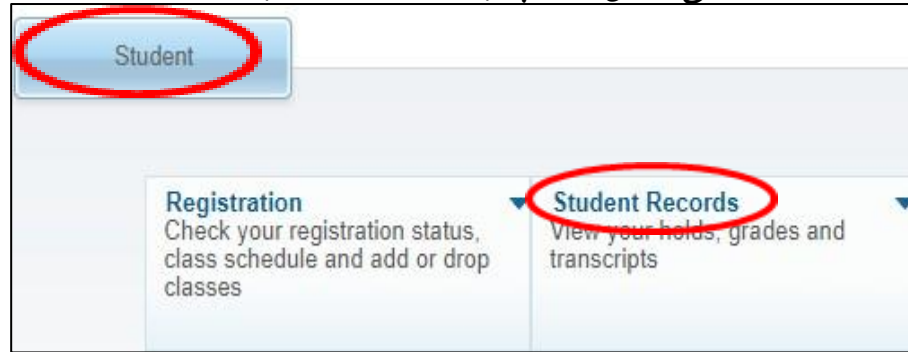 Student
Registration
Check your registration status,
class schedule and add or drop
classes
Student Records
View your holds, grades and
transcripts